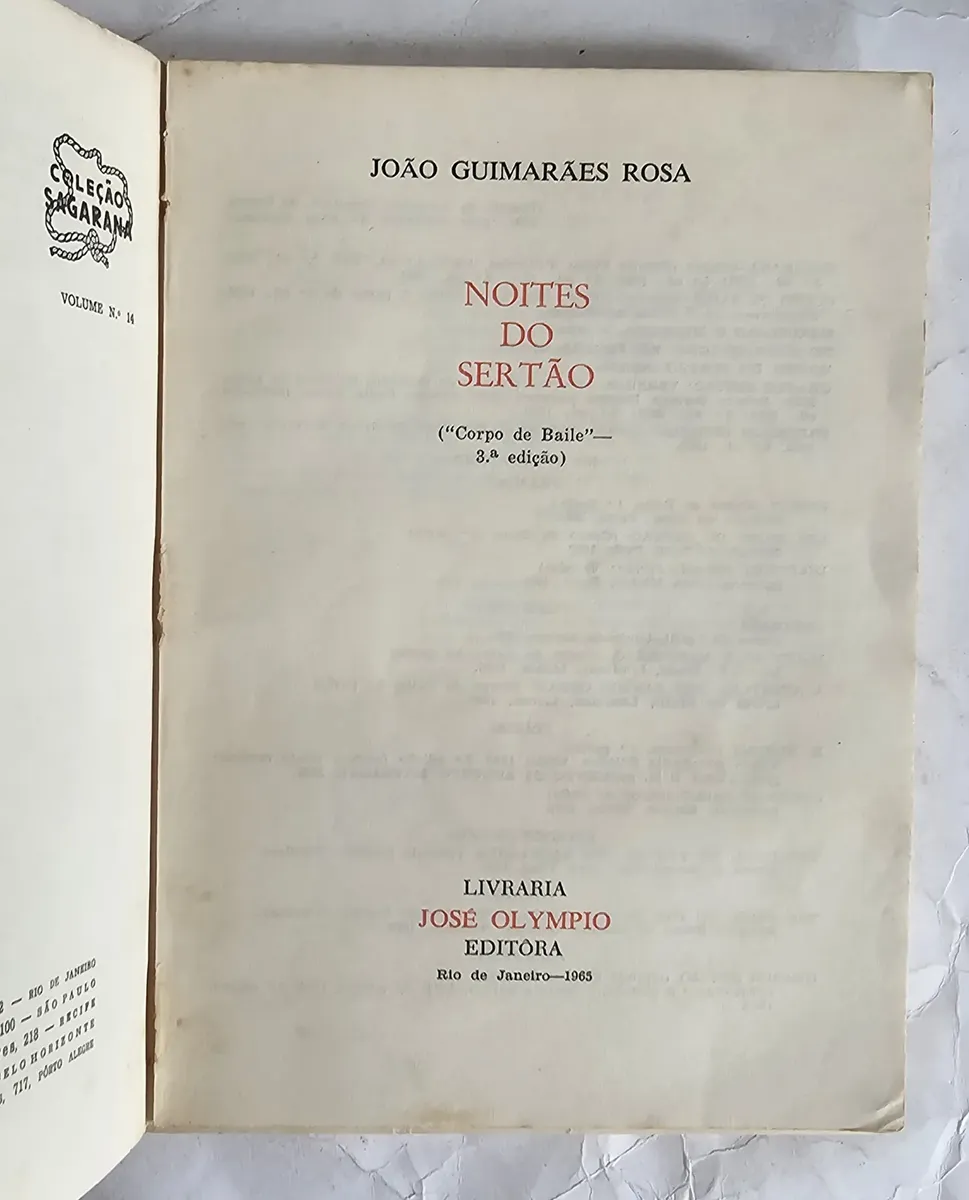 COLEÇÃO
SAGARANA
VOLUME N.º 14
2 — RIO DE JANEIRO
100 — SÃO PAULO
218 — RECIFE
ELO HORIZONTE
717, PÔRTO ALEGRE
JOÃO GUIMARÃES ROSA
NOITES
DO
SERTÃO
("Corpo de Baile"—
3.ª edição)
LIVRARIA
JOSÉ OLYMPIO
EDITÔRA
Rio de Janeiro—1965